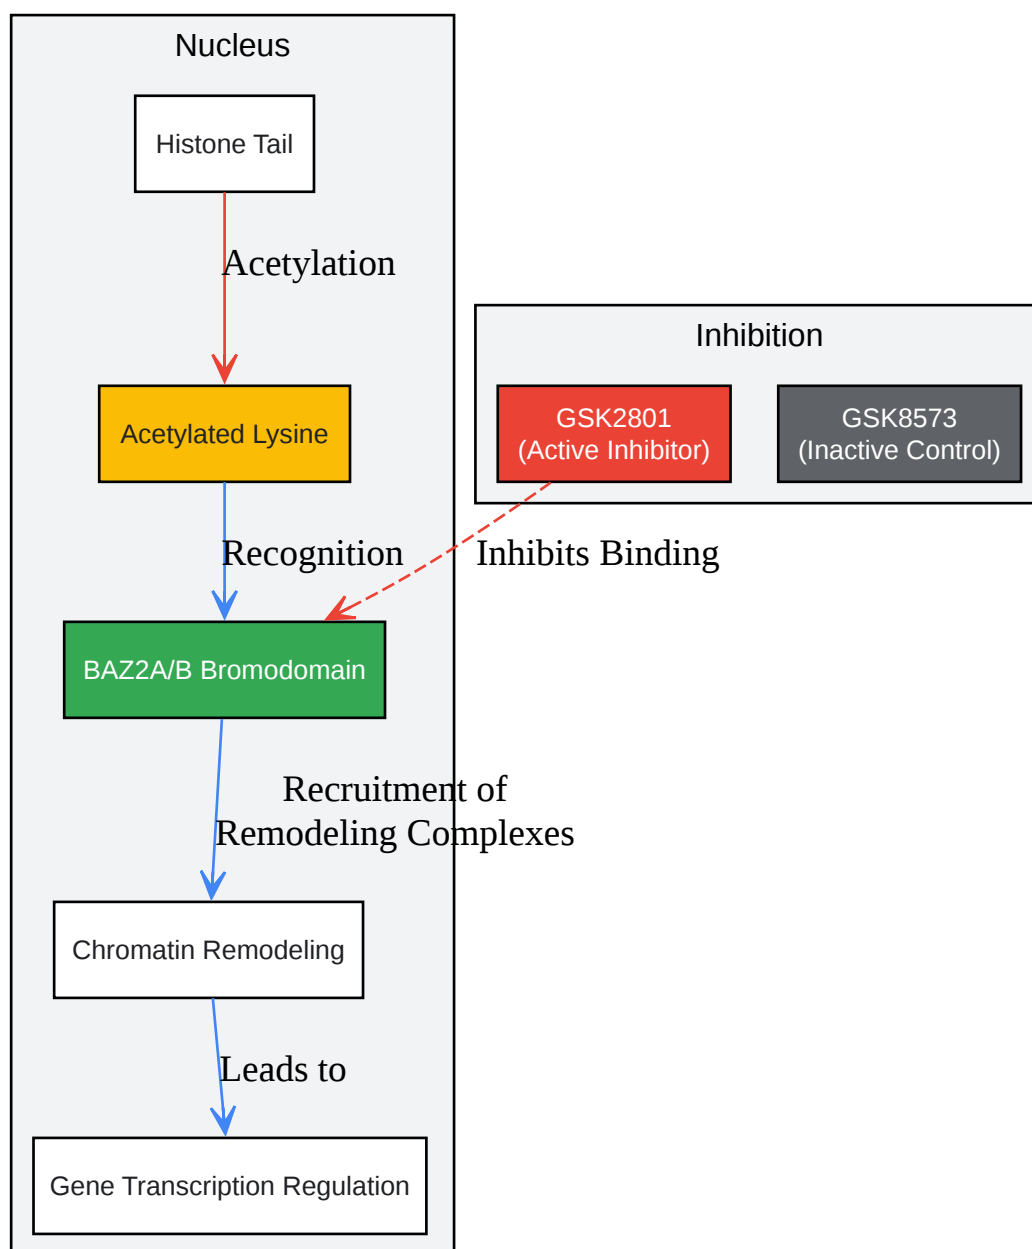 Nucleus
Histone Tail
Acetylation
Acetylated Lysine
Recognition
BAZ2A/B Bromodomain
Recruitment of
Remodeling Complexes
Chromatin Remodeling
Leads to
Gene Transcription Regulation
Inhibition
GSK2801
(Active Inhibitor)
GSK8573
(Inactive Control)
Inhibits Binding